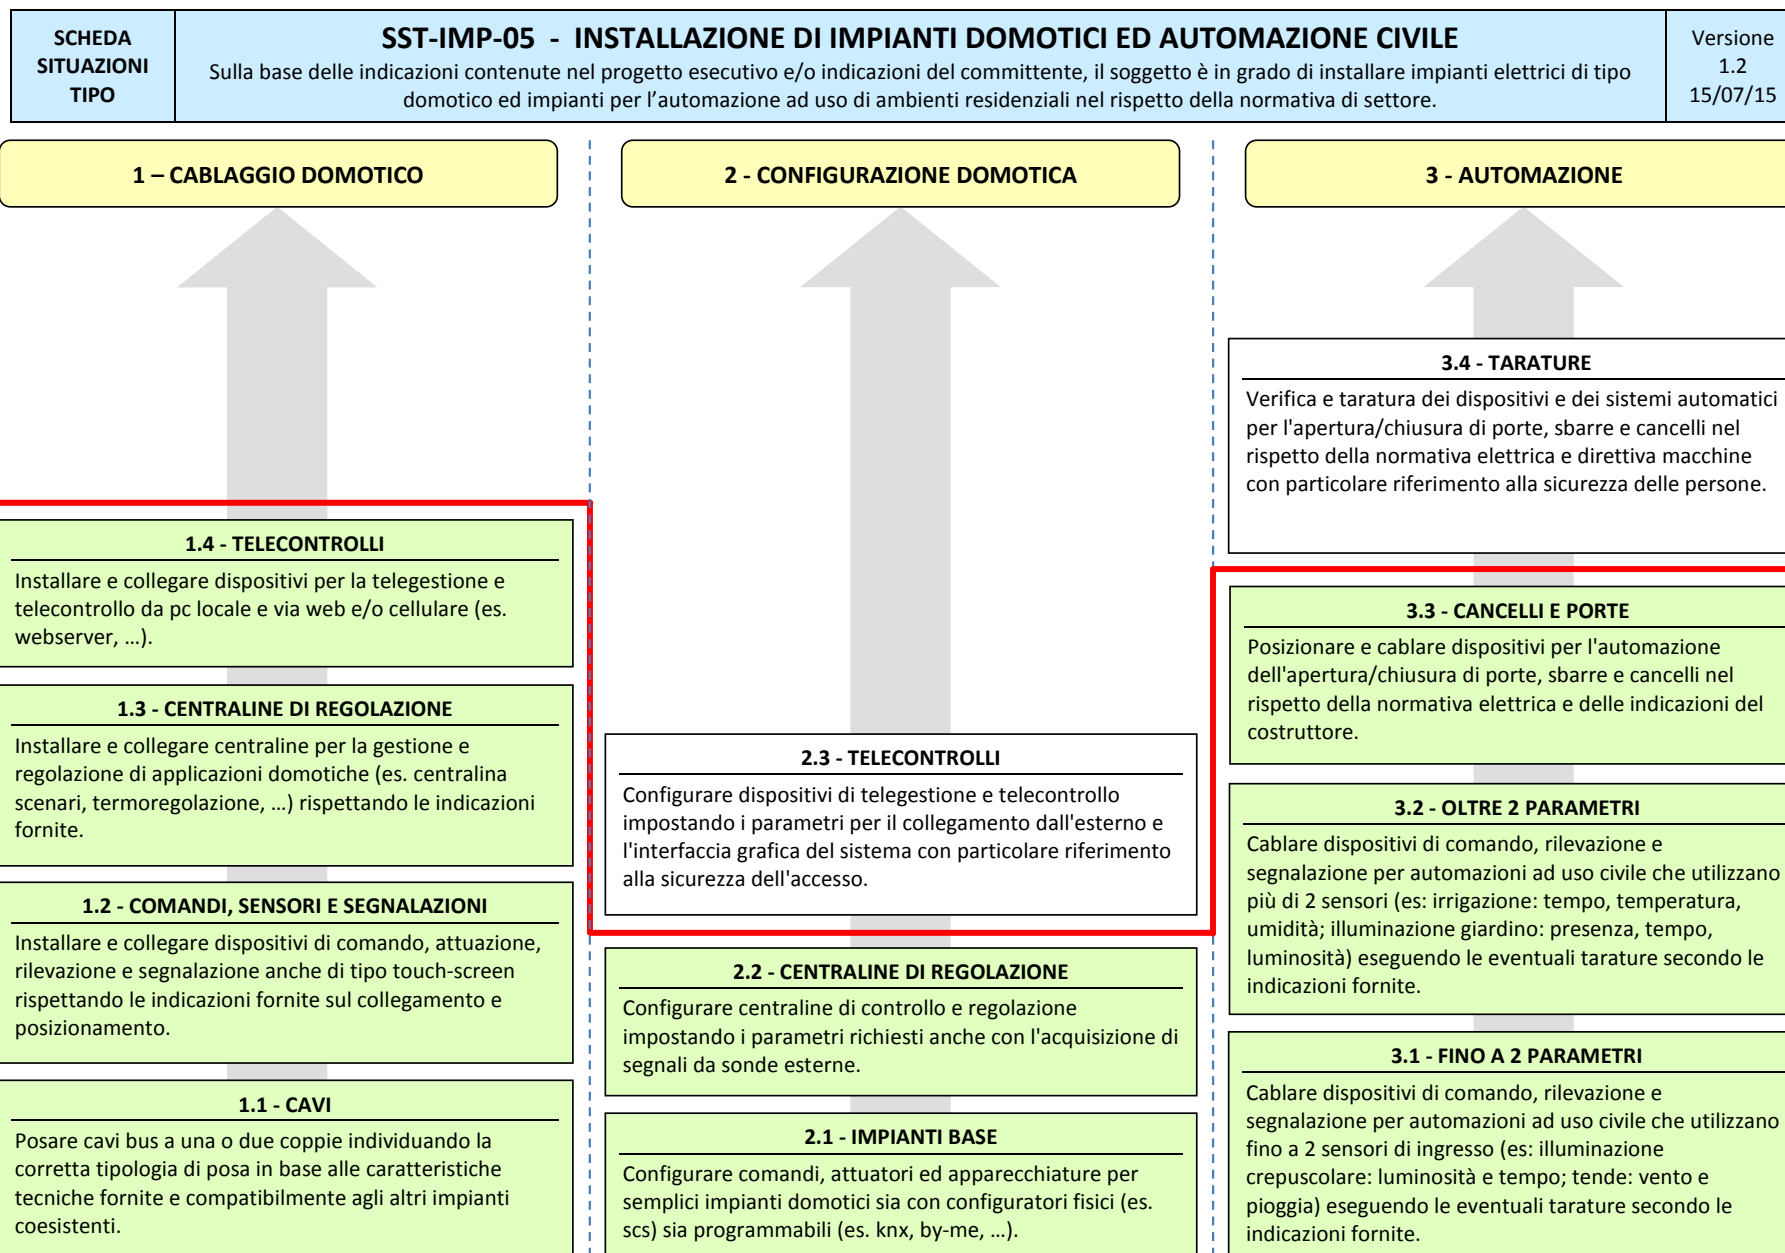 SCHEDA
SITUAZIONI
TIPO
SST-IMP-05 - INSTALLAZIONE DI IMPIANTI DOMOTICI ED AUTOMAZIONE CIVILE
Sulla base delle indicazioni contenute nel progetto esecutivo e/o indicazioni del committente, il soggetto è in grado di installare impianti elettrici di tipo
domotico ed impianti per l’automazione ad uso di ambienti residenziali nel rispetto della normativa di settore.
Versione
1.2
15/07/15
1 – CABLAGGIO DOMOTICO
1.4 - TELECONTROLLI
Installare e collegare dispositivi per la telegestione e
telecontrollo da pc locale e via web e/o cellulare (es.
webserver, …).
1.3 - CENTRALINE DI REGOLAZIONE
Installare e collegare centraline per la gestione e
regolazione di applicazioni domotiche (es. centralina
scenari, termoregolazione, …) rispettando le indicazioni
fornite.
1.2 - COMANDI, SENSORI E SEGNALAZIONI
Installare e collegare dispositivi di comando, attuazione,
rilevazione e segnalazione anche di tipo touch-screen
rispettando le indicazioni fornite sul collegamento e
posizionamento.
1.1 - CAVI
Posare cavi bus a una o due coppie individuando la
corretta tipologia di posa in base alle caratteristiche
tecniche fornite e compatibilmente agli altri impianti
coesistenti.
2 - CONFIGURAZIONE DOMOTICA
2.3 - TELECONTROLLI
Configurare dispositivi di telegestione e telecontrollo
impostando i parametri per il collegamento dall'esterno e
l'interfaccia grafica del sistema con particolare riferimento
alla sicurezza dell'accesso.
2.2 - CENTRALINE DI REGOLAZIONE
Configurare centraline di controllo e regolazione
impostando i parametri richiesti anche con l'acquisizione di
segnali da sonde esterne.
2.1 - IMPIANTI BASE
Configurare comandi, attuatori ed apparecchiature per
semplici impianti domotici sia con configuratori fisici (es.
scs) sia programmabili (es. knx, by-me, …).
3 - AUTOMAZIONE
3.4 - TARATURE
Verifica e taratura dei dispositivi e dei sistemi automatici
per l'apertura/chiusura di porte, sbarre e cancelli nel
rispetto della normativa elettrica e direttiva macchine
con particolare riferimento alla sicurezza delle persone.
3.3 - CANCELLI E PORTE
Posizionare e cablare dispositivi per l'automazione
dell'apertura/chiusura di porte, sbarre e cancelli nel
rispetto della normativa elettrica e delle indicazioni del
costruttore.
3.2 - OLTRE 2 PARAMETRI
Cablare dispositivi di comando, rilevazione e
segnalazione per automazioni ad uso civile che utilizzano
più di 2 sensori (es: irrigazione: tempo, temperatura,
umidità; illuminazione giardino: presenza, tempo,
luminosità) eseguendo le eventuali tarature secondo le
indicazioni fornite.
3.1 - FINO A 2 PARAMETRI
Cablare dispositivi di comando, rilevazione e
segnalazione per automazioni ad uso civile che utilizzano
fino a 2 sensori di ingresso (es: illuminazione
crepuscolare: luminosità e tempo; tende: vento e
pioggia) eseguendo le eventuali tarature secondo le
indicazioni fornite.